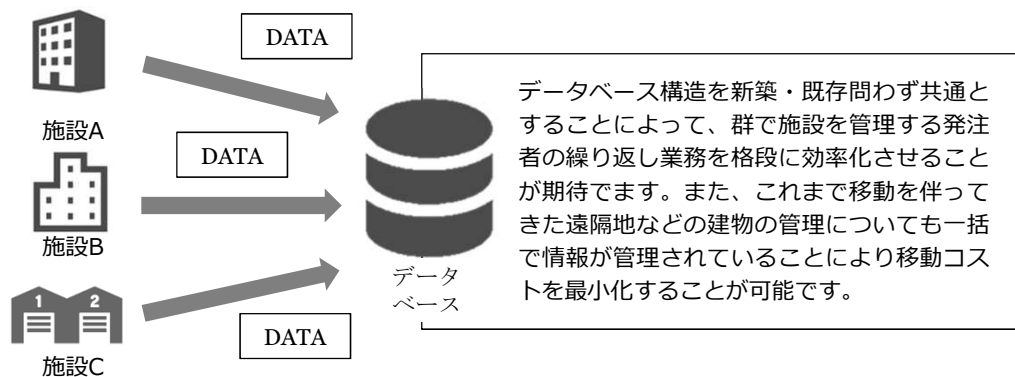 DATA
施設A
DATA
施設B
1 2
DATA
施設C
データ
ベース
データベース構造を新築・既存問わず共通と
することによって、群で施設を管理する発注
者の繰り返し業務を格段に効率化させること
が期待でます。また、これまで移動を伴って
きた遠隔地などの建物の管理についても一括
で情報が管理されていることにより移動コス
トを最小化することが可能です。